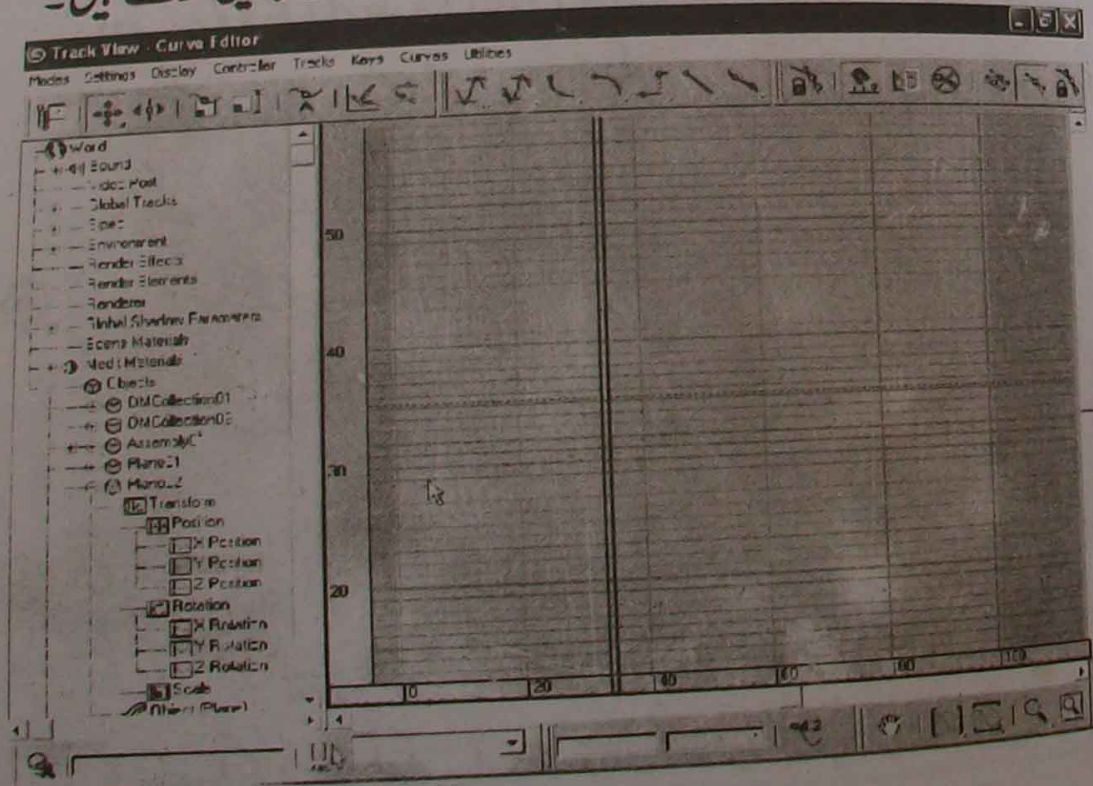 Track View - Curve Editor
Modes Settings Display Controller Tracks Keys Curves Utilities
World
Sound
Video Post
Global Tracks
Environment
Render Effects
Render Elements
Renderer
Global Shadow Parameters
Scene Materials
Medit Materials
Objects
DMCollection01
Transform
Position
X Position
Y Position
Z Position
Rotation
X Rotation
Y Rotation
Z Rotation
Scale
Object (Plane)
50
40
30
20
0 20 40 60 80 100